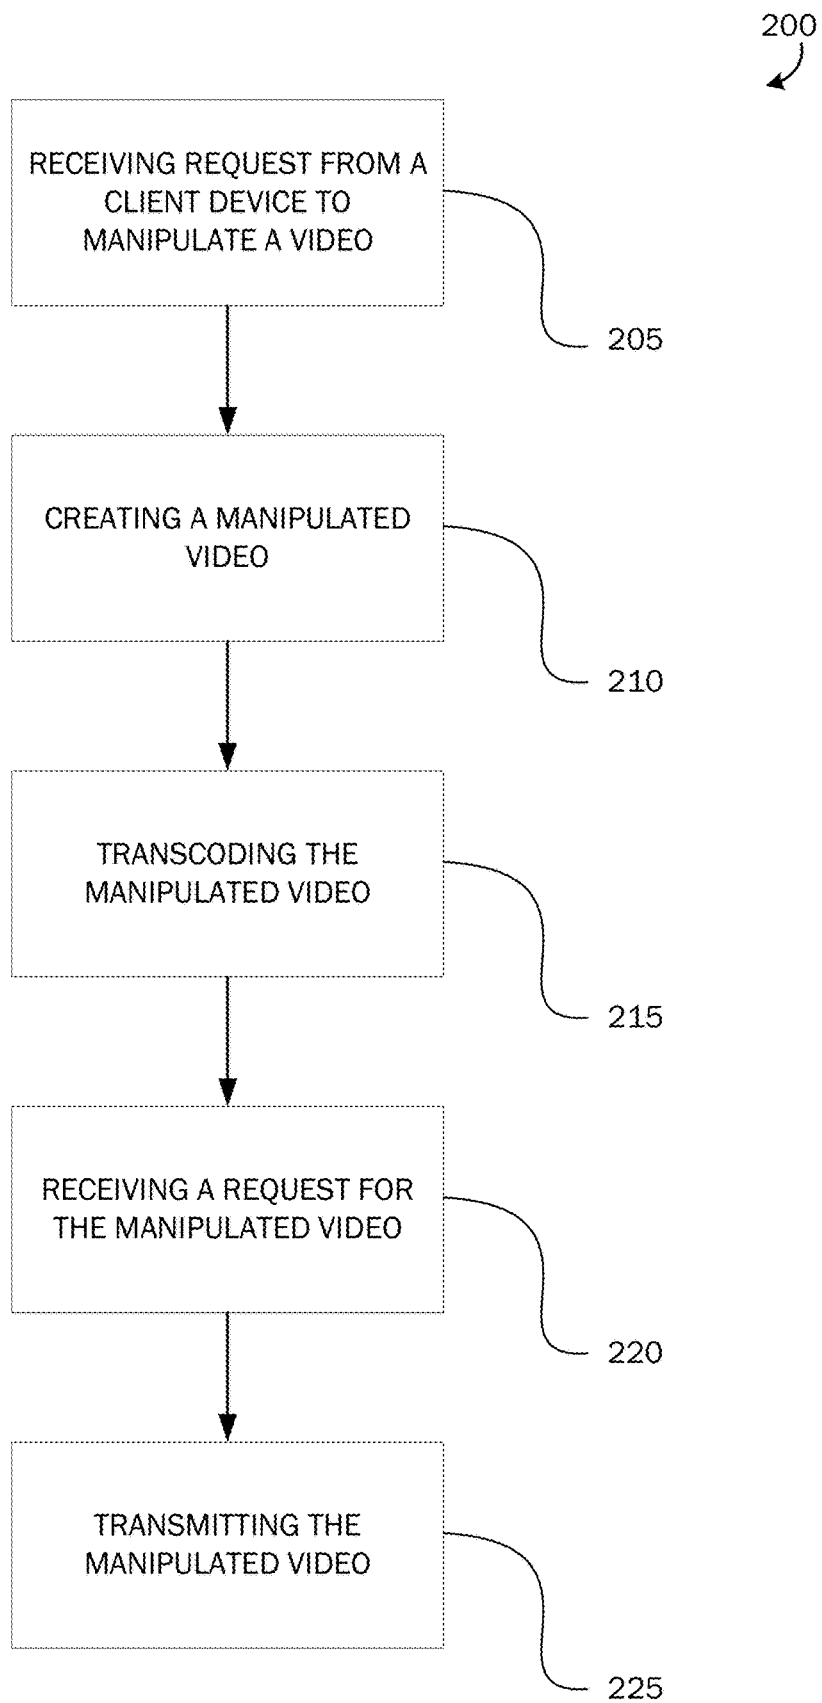 200
RECEIVING REQUEST FROM A
CLIENT DEVICE TO
MANIPULATE A VIDEO
205
CREATING A MANIPULATED
VIDEO
210
TRANSCODING THE
MANIPULATED VIDEO
215
RECEIVING A REQUEST FOR
THE MANIPULATED VIDEO
220
TRANSMITTING THE
MANIPULATED VIDEO
225